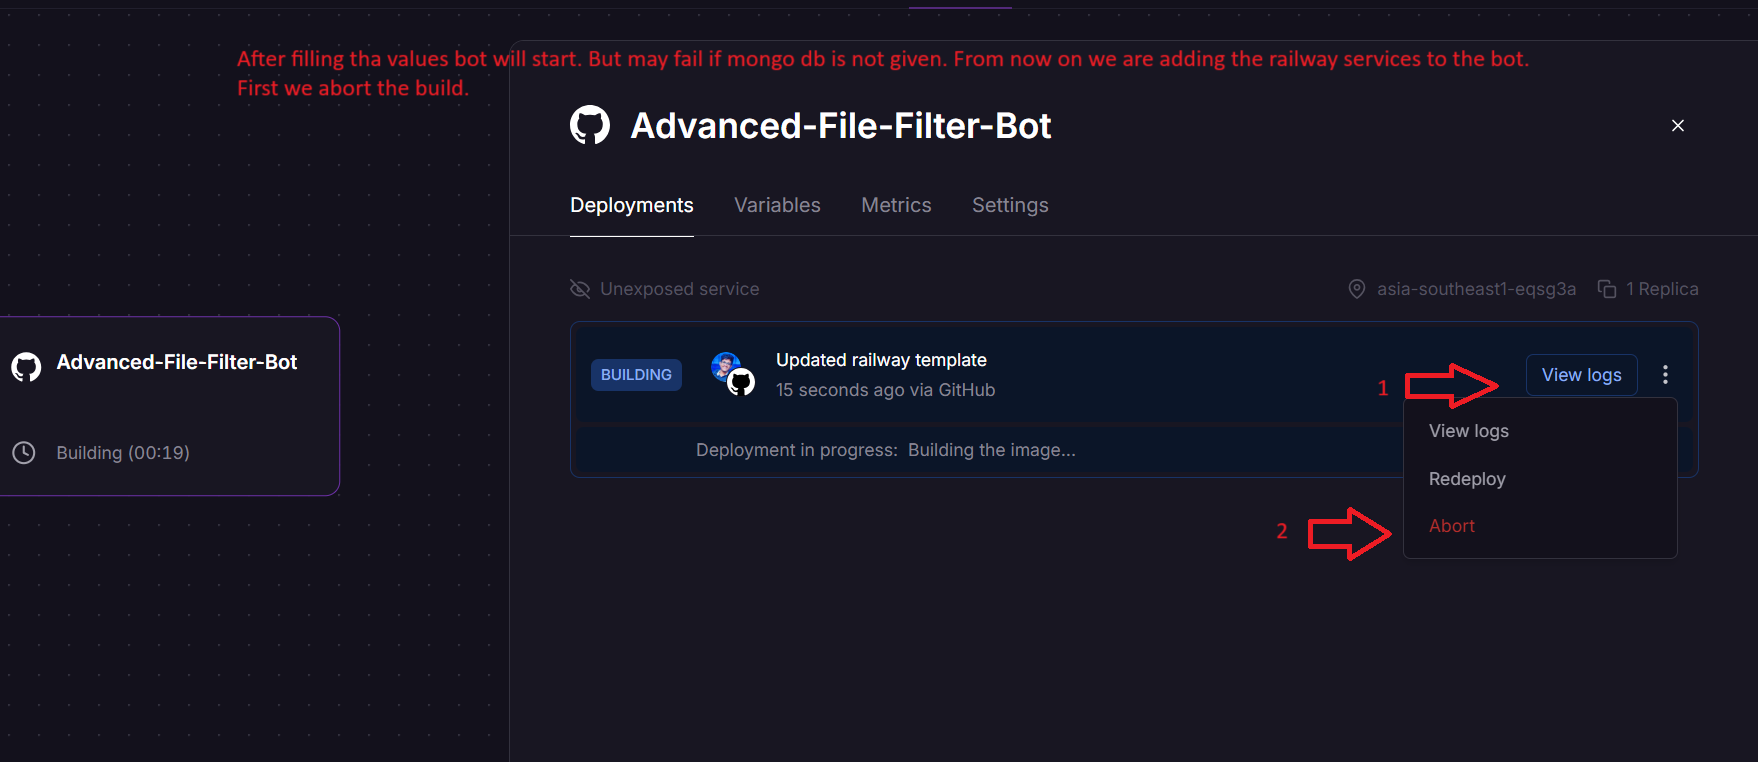 After filling tha values bot will start. But may fail if mongo db is not given. From now on we are adding the railway services to the bot.
First we abort the build.
Advanced-File-Filter-Bot
Deployments Variables Metrics Settings
Unexposed service asia-southeast1-eqsg3a 1 Replica
Advanced-File-Filter-Bot
Building (00:19)
BUILDING
Updated railway template
15 seconds ago via GitHub
1
View logs
Deployment in progress: Building the image...
View logs
Redeploy
2
Abort